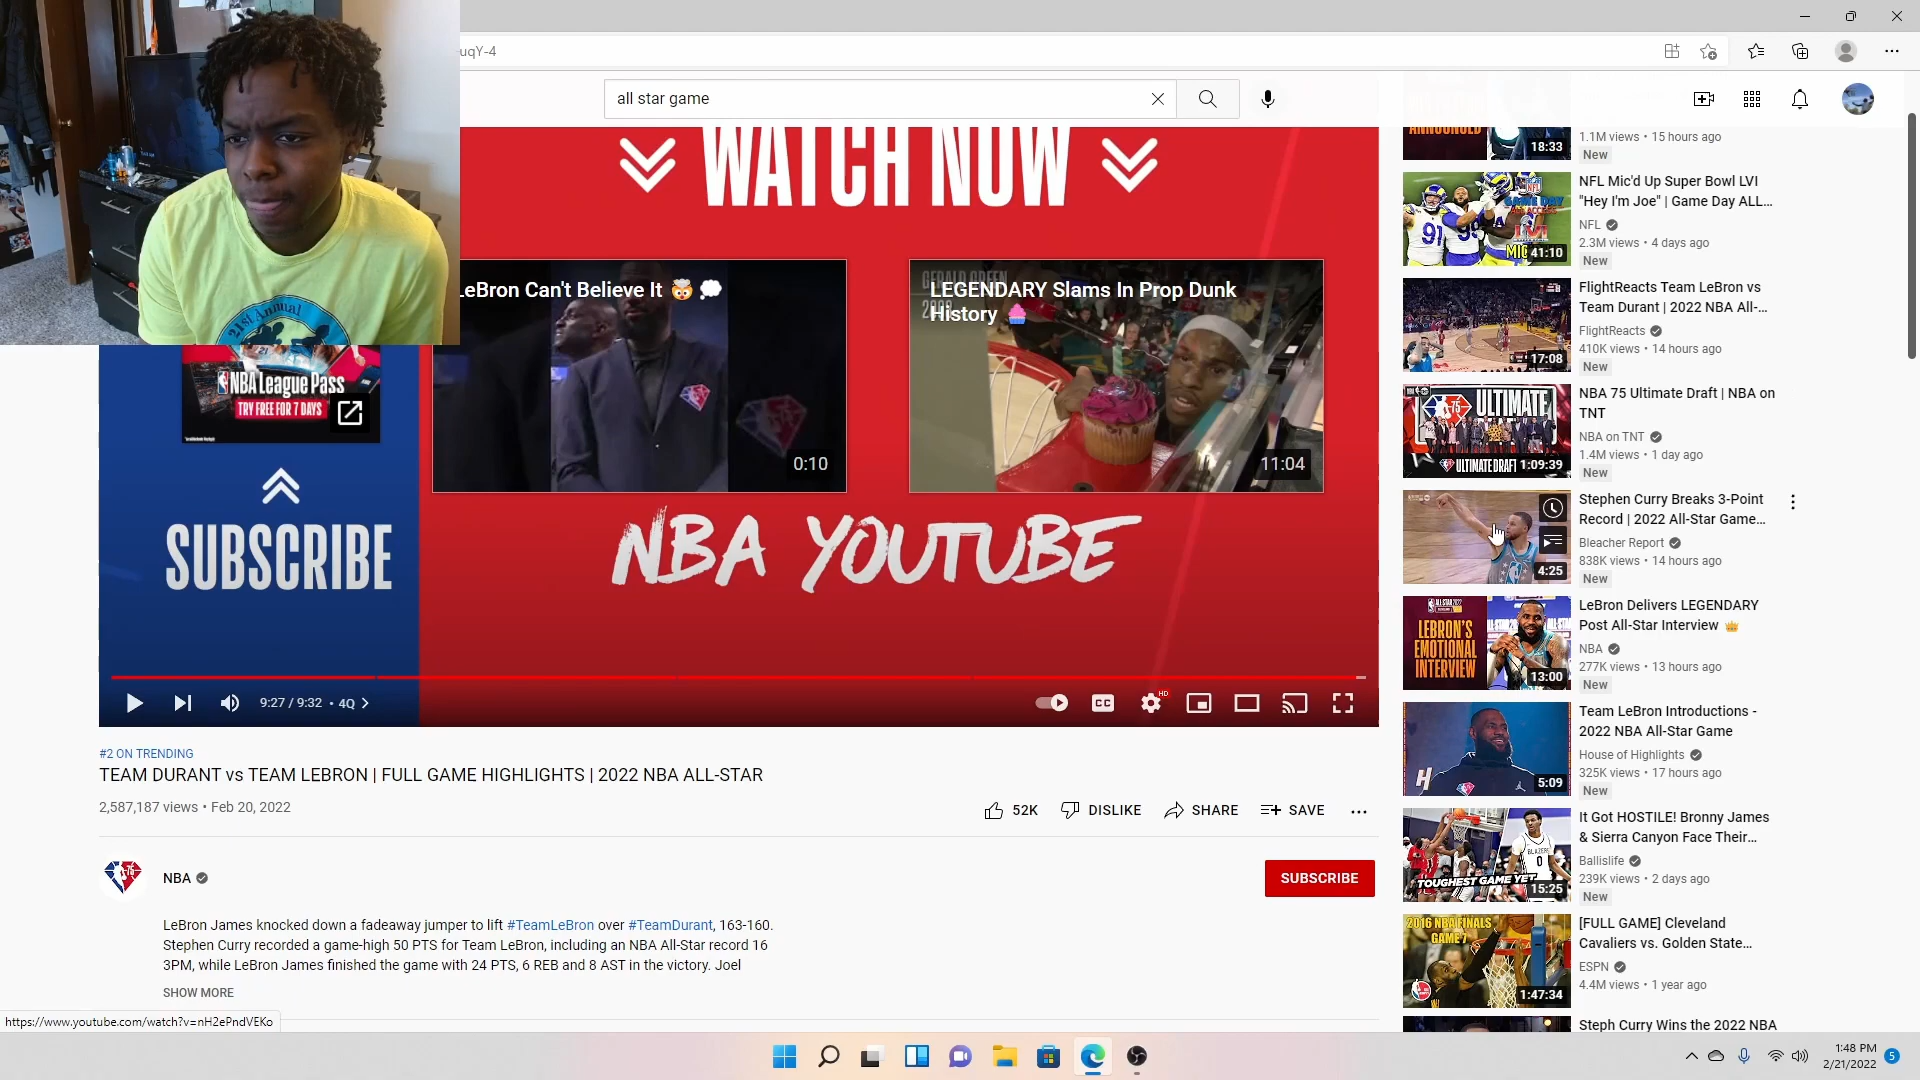 uqY-4
all star game
WATCH NOW
LeBron Can't Believe It 🤯 💭
0:10
GERALD GREEN
LEGENDARY Slams In Prop Dunk
History 🧁
11:04
21st Annual
NBA League Pass
TRY FREE FOR 7 DAYS
SUBSCRIBE
NBA YOUTUBE
9:27 / 9:32 • 4Q >
CC
HD
#2 ON TRENDING
TEAM DURANT vs TEAM LEBRON | FULL GAME HIGHLIGHTS | 2022 NBA ALL-STAR
2,587,187 views • Feb 20, 2022
52K
DISLIKE
SHARE
SAVE
NBA
SUBSCRIBE
LeBron James knocked down a fadeaway jumper to lift #TeamLeBron over #TeamDurant, 163-160.
Stephen Curry recorded a game-high 50 PTS for Team LeBron, including an NBA All-Star record 16
3PM, while LeBron James finished the game with 24 PTS, 6 REB and 8 AST in the victory. Joel
SHOW MORE
https://www.youtube.com/watch?v=nH2ePndVEKo
ANNOUNCED
18:33
1.1M views • 15 hours ago
New
41:10
NFL Mic'd Up Super Bowl LVI
"Hey I'm Joe" | Game Day ALL...
NFL
2.3M views • 4 days ago
New
17:08
FlightReacts Team LeBron vs
Team Durant | 2022 NBA All-...
FlightReacts
410K views • 14 hours ago
New
75
ULTIMATE
ULTIMATE DRAFT
1:09:39
NBA 75 Ultimate Draft | NBA on
TNT
NBA on TNT
1.4M views • 1 day ago
New
4:25
Stephen Curry Breaks 3-Point
Record | 2022 All-Star Game...
Bleacher Report
838K views • 14 hours ago
New
LEBRON'S
EMOTIONAL
INTERVIEW
13:00
LeBron Delivers LEGENDARY
Post All-Star Interview 👑
NBA
277K views • 13 hours ago
New
5:09
Team LeBron Introductions -
2022 NBA All-Star Game
House of Highlights
325K views • 17 hours ago
New
TOUGHEST GAME YET
15:25
It Got HOSTILE! Bronny James
& Sierra Canyon Face Their...
Ballislife
239K views • 2 days ago
New
2016 NBA FINALS
GAME 7
1:47:34
[FULL GAME] Cleveland
Cavaliers vs. Golden State...
ESPN
4.4M views • 1 year ago
Steph Curry Wins the 2022 NBA
1:48 PM
2/21/2022
5